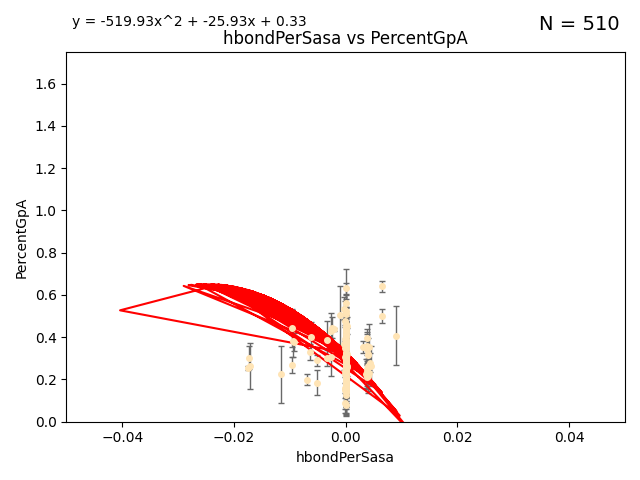 y = -519.93x^2 + -25.93x + 0.33
N = 510
hbondPerSasa vs PercentGpA
PercentGpA
1.6
1.4
1.2
1.0
0.8
0.6
0.4
0.2
0.0
−0.04 −0.02 0.00 0.02 0.04
hbondPerSasa